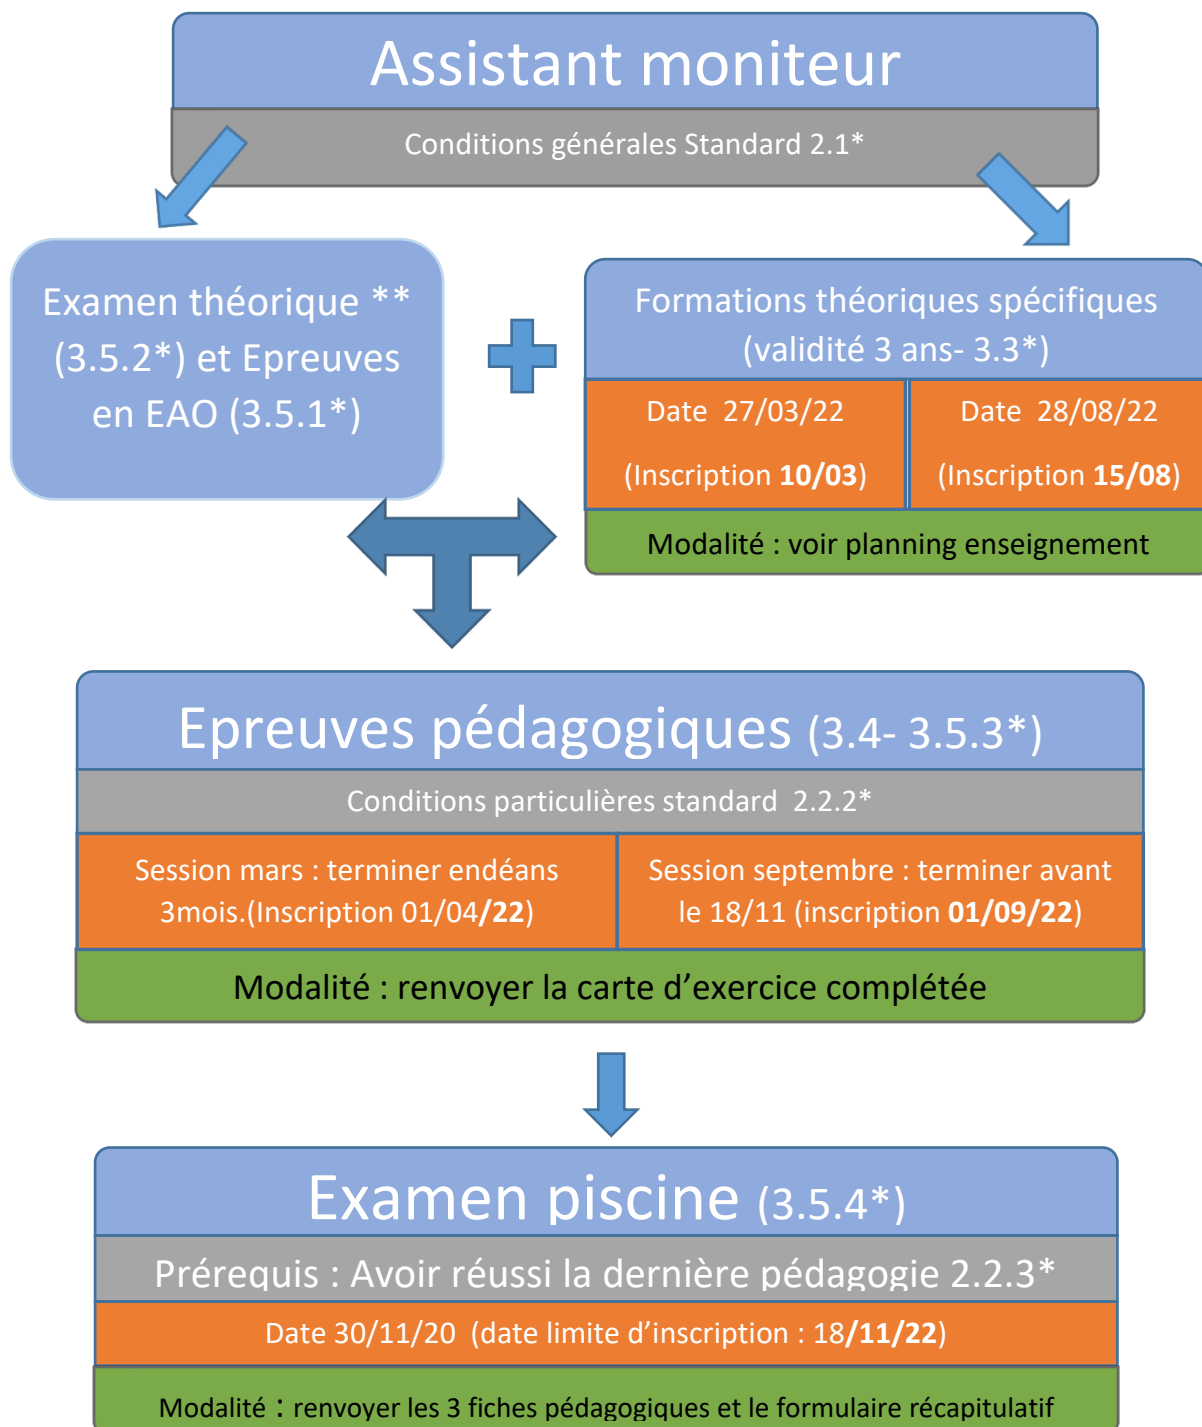 Assistant moniteur
Conditions générales Standard 2.1*
Examen théorique **
(3.5.2*) et Epreuves
en EAO (3.5.1*)
Formations théoriques spécifiques
(validité 3 ans- 3.3*)
Date 27/03/22
(Inscription 10/03)
Date 28/08/22
(Inscription 15/08)
Modalité : voir planning enseignement
Epreuves pédagogiques (3.4- 3.5.3*)
Conditions particulières standard 2.2.2*
Session mars : terminer endéans
3mois.(Inscription 01/04/22)
Session septembre : terminer avant
le 18/11 (inscription 01/09/22)
Modalité : renvoyer la carte d’exercice complétée
Examen piscine (3.5.4*)
Prérequis : Avoir réussi la dernière pédagogie 2.2.3*
Date 30/11/20 (date limite d’inscription : 18/11/22)
Modalité : renvoyer les 3 fiches pédagogiques et le formulaire récapitulatif